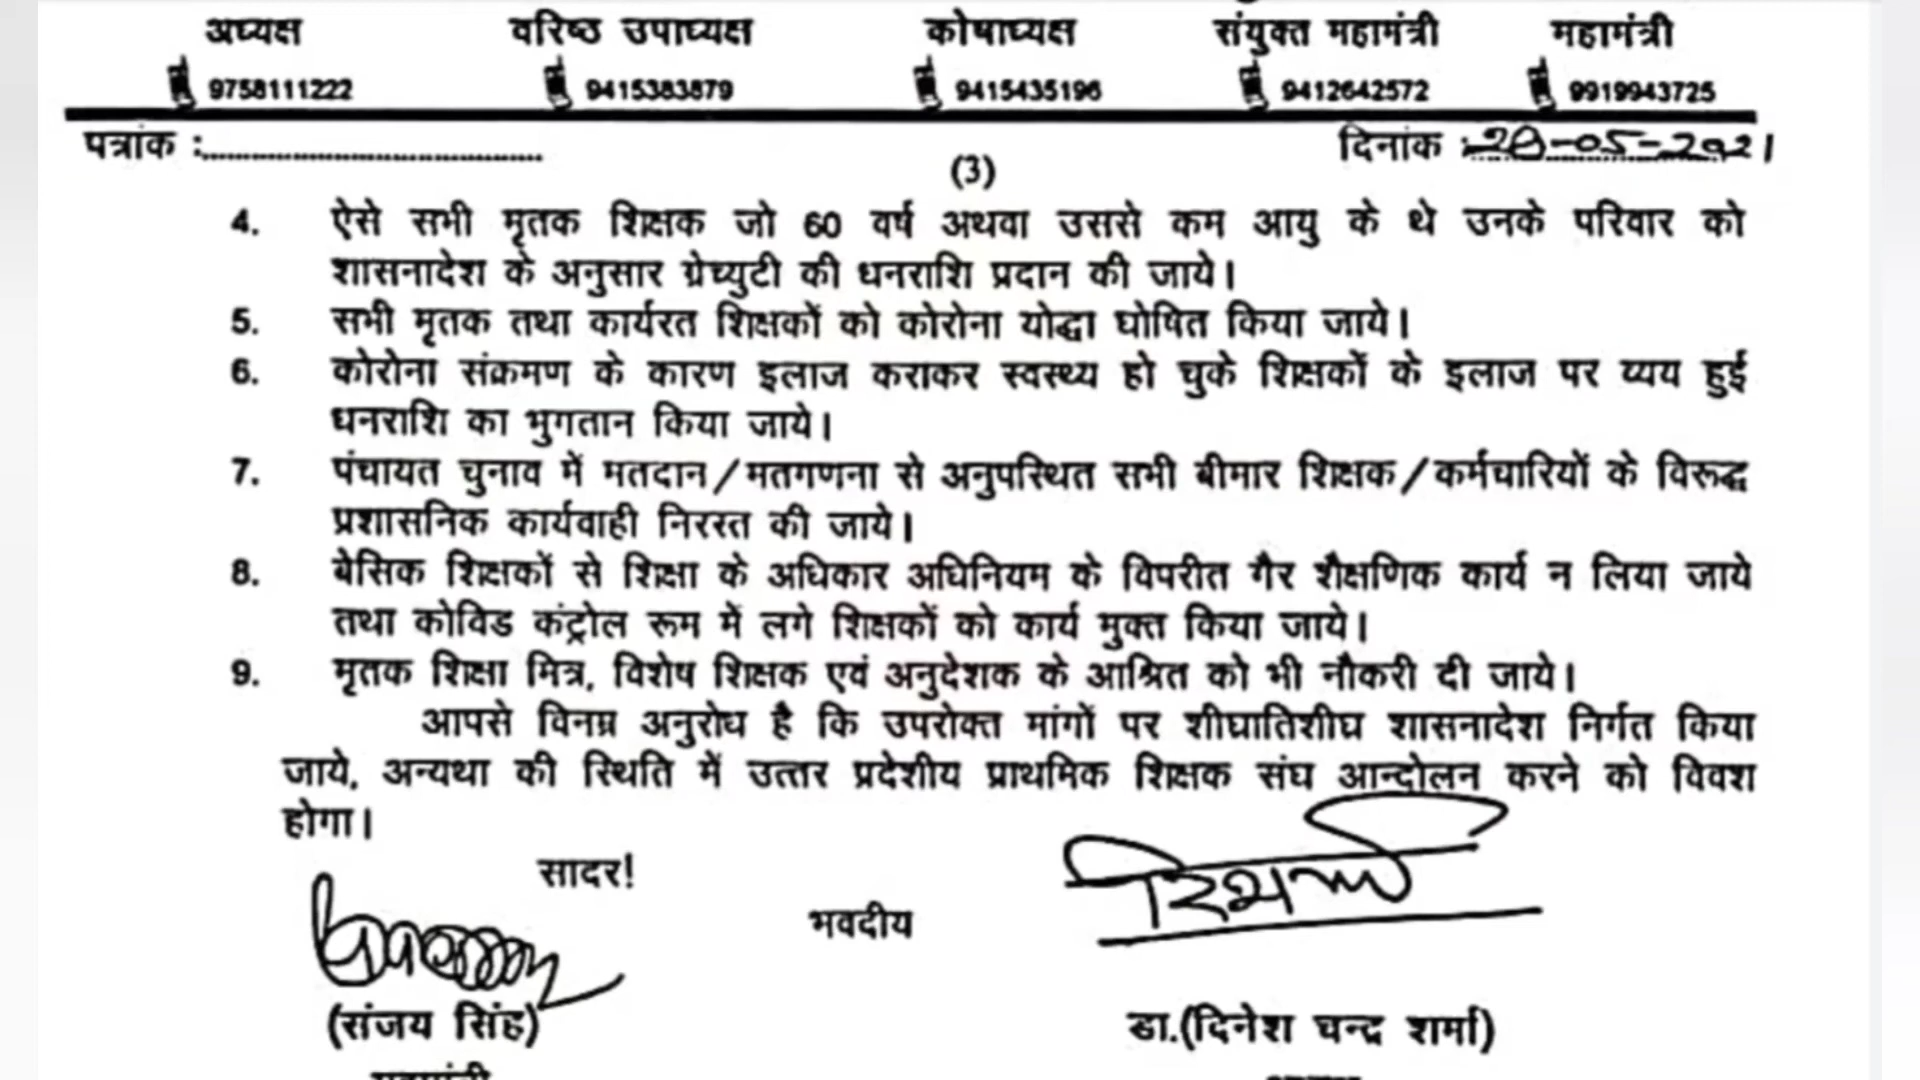 अध्यक्ष वरिष्ठ उपाध्यक्ष कोषाध्यक्ष संयुक्त महामंत्री महामंत्री
9758111222 9415383879 9415435196 9412642572 9919943725
पत्रांक :.......................................... दिनांक :28-05-2021
(3)
4. ऐसे सभी मृतक शिक्षक जो 60 वर्ष अथवा उससे कम आयु के थे उनके परिवार को
शासनादेश के अनुसार ग्रेच्युटी की धनराशि प्रदान की जाये।
5. सभी मृतक तथा कार्यरत शिक्षकों को कोरोना योद्धा घोषित किया जाये।
6. कोरोना संक्रमण के कारण इलाज कराकर स्वस्थ्य हो चुके शिक्षकों के इलाज पर व्यय हुई
धनराशि का भुगतान किया जाये।
7. पंचायत चुनाव में मतदान/मतगणना से अनुपस्थित सभी बीमार शिक्षक/कर्मचारियों के विरूद्ध
प्रशासनिक कार्यवाही निरस्त की जाये।
8. बेसिक शिक्षकों से शिक्षा के अधिकार अधिनियम के विपरीत गैर शैक्षणिक कार्य न लिया जाये
तथा कोविड कंट्रोल रूम में लगे शिक्षकों को कार्य मुक्त किया जाये।
9. मृतक शिक्षा मित्र, विशेष शिक्षक एवं अनुदेशक के आश्रित को भी नौकरी दी जाये।
आपसे विनम्र अनुरोध है कि उपरोक्त मांगों पर शीघ्रातिशीघ्र शासनादेश निर्गत किया
जाये, अन्यथा की स्थिति में उत्तर प्रदेशीय प्राथमिक शिक्षक संघ आन्दोलन करने को विवश
होगा।
सादर!
भवदीय
(संजय सिंह) डा.(दिनेश चन्द्र शर्मा)